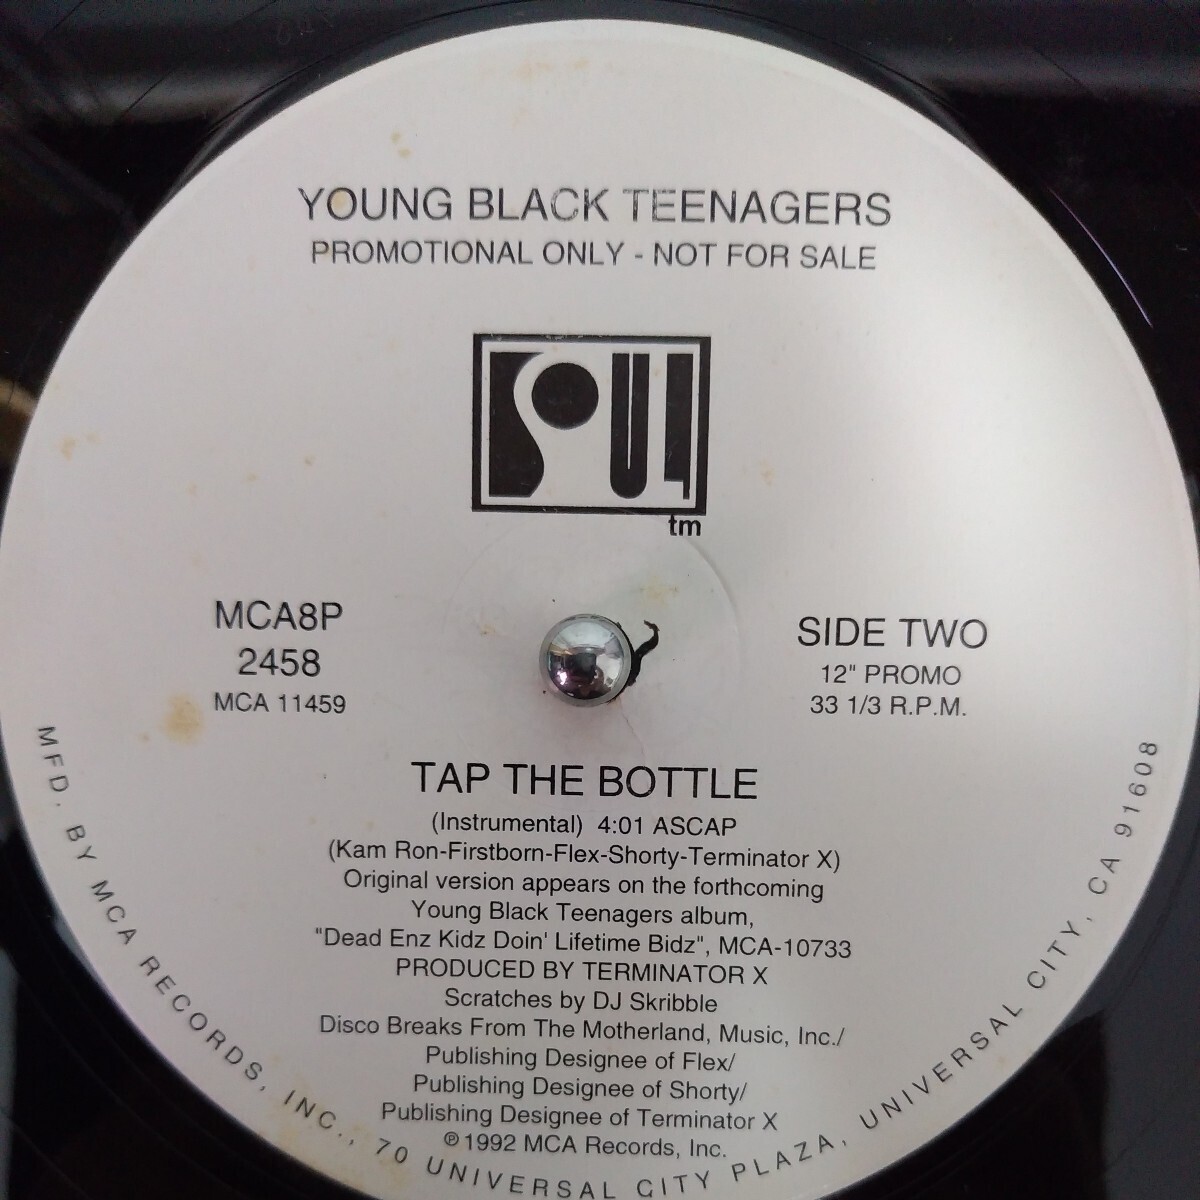 YOUNG BLACK TEENAGERS
PROMOTIONAL ONLY - NOT FOR SALE
SOUL
tm
MCA8P
2458
MCA 11459
SIDE TWO
12" PROMO
33 1/3 R.P.M.
TAP THE BOTTLE
(Instrumental) 4:01 ASCAP
(Kam Ron-Firstborn-Flex-Shorty-Terminator X)
Original version appears on the forthcoming
Young Black Teenagers album,
"Dead Enz Kidz Doin' Lifetime Bidz", MCA-10733
PRODUCED BY TERMINATOR X
Scratches by DJ Skribble
Disco Breaks From The Motherland, Music, Inc./
Publishing Designee of Flex/
Publishing Designee of Shorty/
Publishing Designee of Terminator X
℗1992 MCA Records, Inc.
MFD. BY MCA RECORDS, INC., 70 UNIVERSAL CITY PLAZA, UNIVERSAL CITY, CA 91608